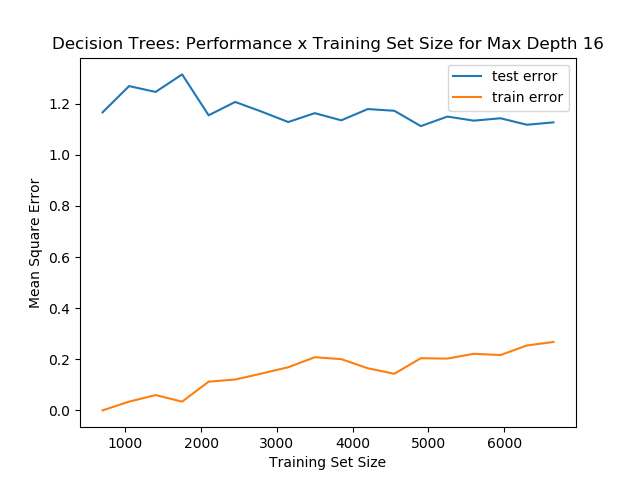 Decision Trees: Performance x Training Set Size for Max Depth 16
test error
train error
Mean Square Error
1.2
1.0
0.8
0.6
0.4
0.2
0.0
1000 2000 3000 4000 5000 6000
Training Set Size